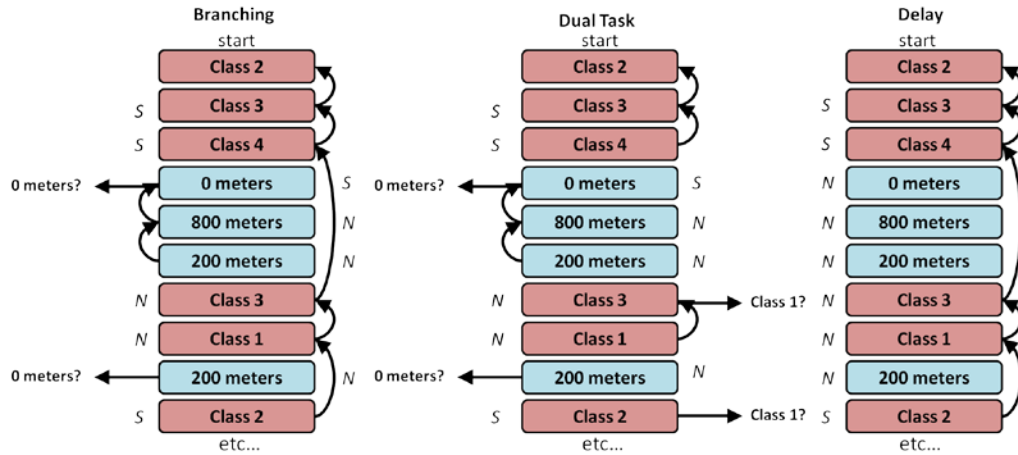 Branching
start
Class 2
S Class 3
S Class 4
0 meters? 0 meters S
800 meters N
200 meters N
N Class 3
N Class 1
0 meters? 200 meters N
S Class 2
etc...
Dual Task
start
Class 2
S Class 3
S Class 4
0 meters? 0 meters S
800 meters N
200 meters N
N Class 3 Class 1?
N Class 1
0 meters? 200 meters N
S Class 2 Class 1?
etc...
Delay
start
Class 2
S Class 3
S Class 4
N 0 meters
N 800 meters
N 200 meters
N Class 3
N Class 1
N 200 meters
S Class 2
etc...